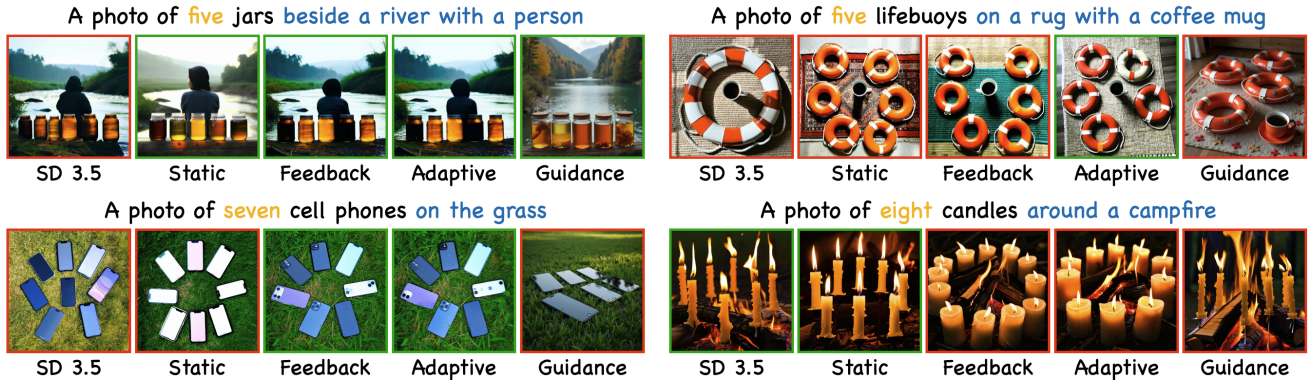 A photo of five jars beside a river with a person
SD 3.5 Static Feedback Adaptive Guidance
A photo of five lifebuoys on a rug with a coffee mug
SD 3.5 Static Feedback Adaptive Guidance
A photo of seven cell phones on the grass
SD 3.5 Static Feedback Adaptive Guidance
A photo of eight candles around a campfire
SD 3.5 Static Feedback Adaptive Guidance